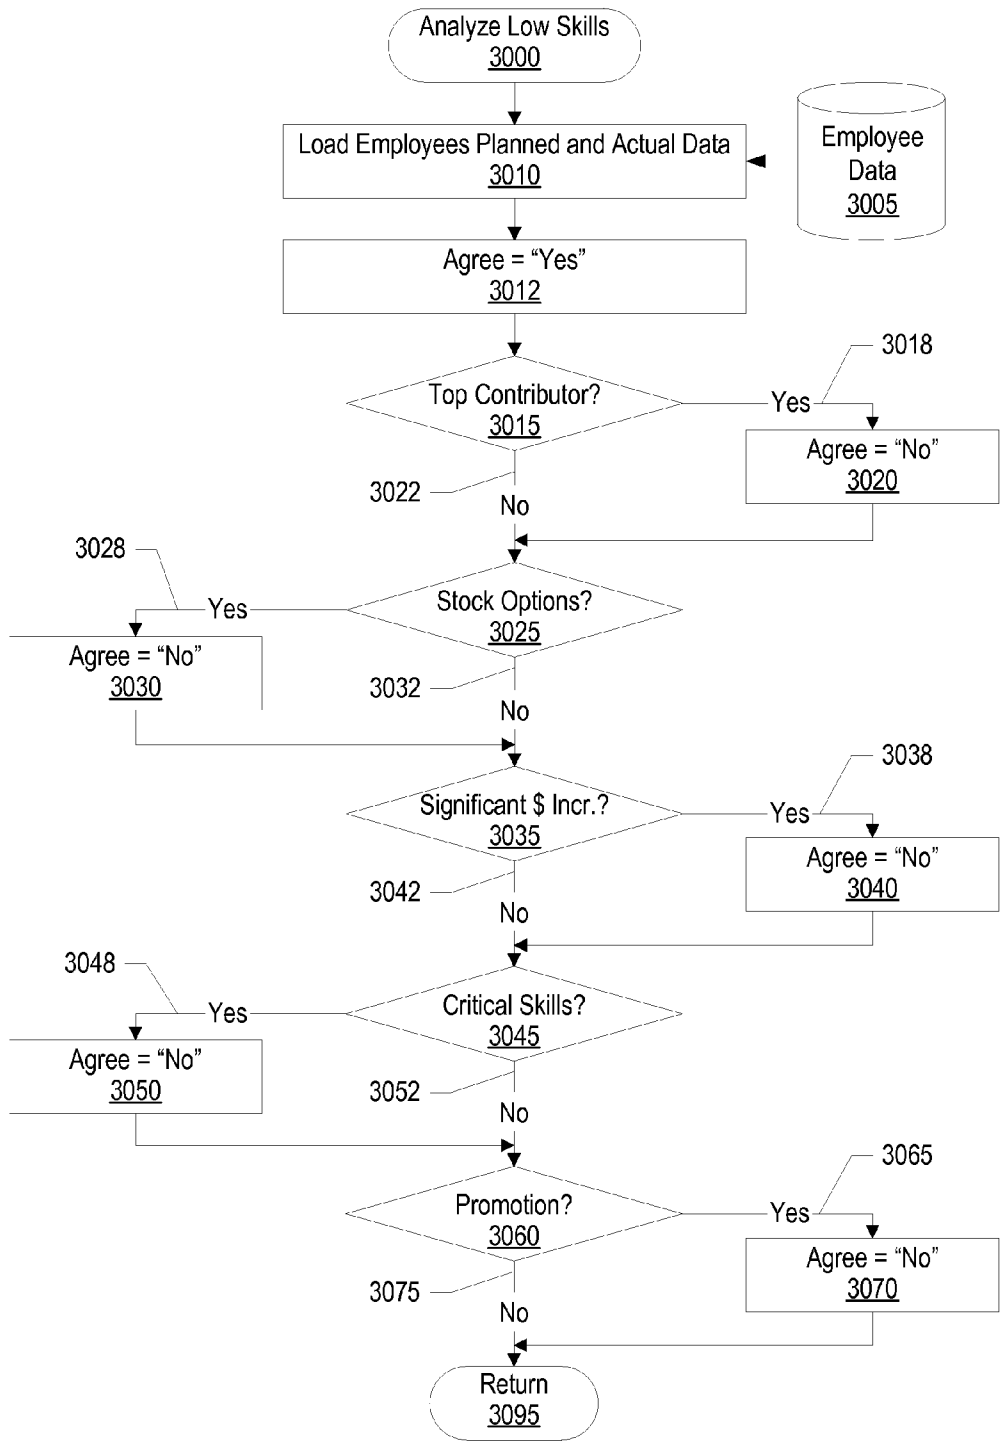 Analyze Low Skills
3000
Load Employees Planned and Actual Data
3010
Employee
Data
3005
Agree = “Yes”
3012
3018
Top Contributor?
3015
Yes
Agree = “No”
3020
3022
No
3028
Stock Options?
3025
Yes
Agree = “No”
3030
3032
No
3038
Significant $ Incr.?
3035
Yes
Agree = “No”
3040
3042
No
3048
Critical Skills?
3045
Yes
Agree = “No”
3050
3052
No
3065
Promotion?
3060
Yes
Agree = “No”
3070
3075
No
Return
3095